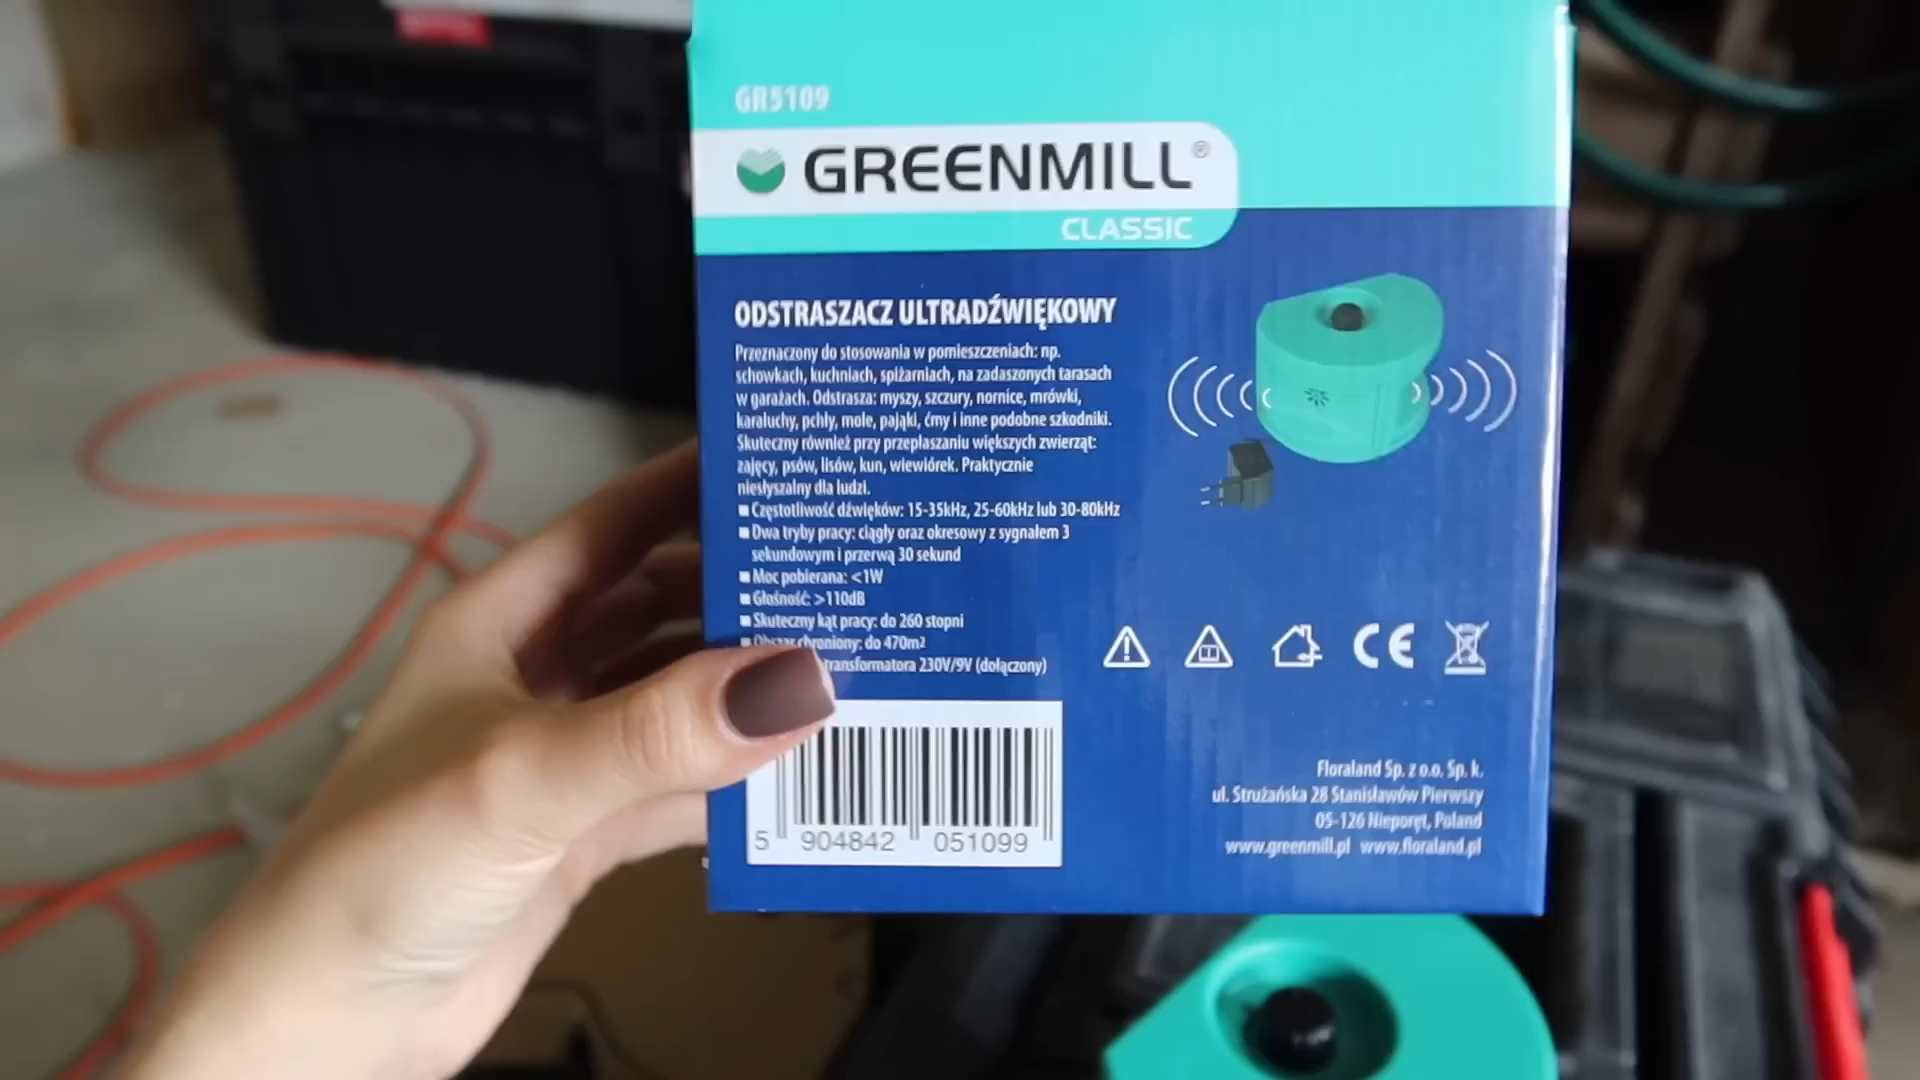 GR5109
GREENMILL®
CLASSIC
ODSTRASZACZ ULTRADŹWIĘKOWY
Przeznaczony do stosowania w pomieszczeniach: np.
schowkach, kuchniach, spiżarniach, na zadaszonych tarasach
w garażach. Odstrasza: myszy, szczury, nornice, mrówki,
karaluchy, pchły, mole, pająki, ćmy i inne podobne szkodniki.
Skuteczny również przy przepłaszaniu większych zwierząt:
zajęcy, psów, lisów, kun, wiewiórek. Praktycznie
niesłyszalny dla ludzi.
Częstotliwość dźwięków: 15-35kHz, 25-60kHz lub 30-80kHz
Dwa tryby pracy: ciągły oraz okresowy z sygnałem 3
sekundowym i przerwą 30 sekund
Moc pobierana: <1W
Głośność: >110dB
Skuteczny kąt pracy: do 260 stopni
Obszar chroniony: do 470m2
transformatora 230V/9V (dołączony)
CE
5 904842 051099
Floraland Sp. z o.o. Sp. k.
ul. Strużańska 28 Stanisławów Pierwszy
05-126 Nieporęt, Poland
www.greenmill.pl www.floraland.pl